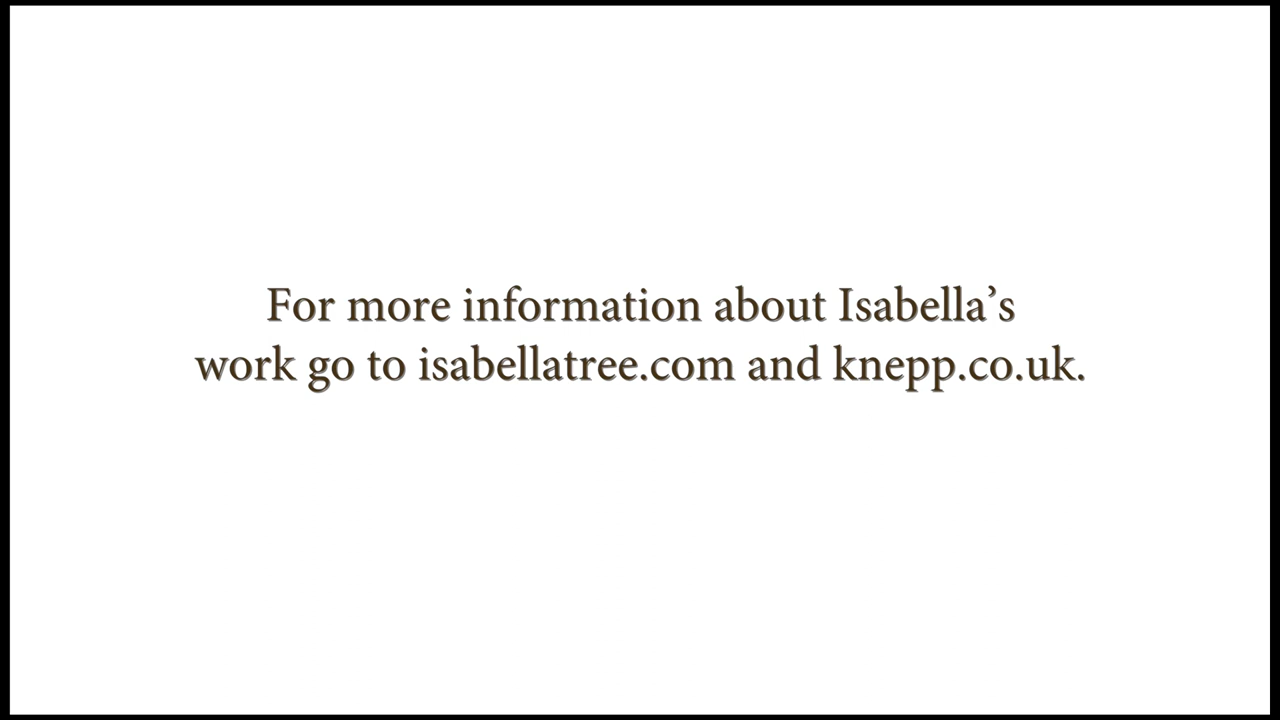 For more information about Isabella’s
work go to isabellatree.com and knepp.co.uk.